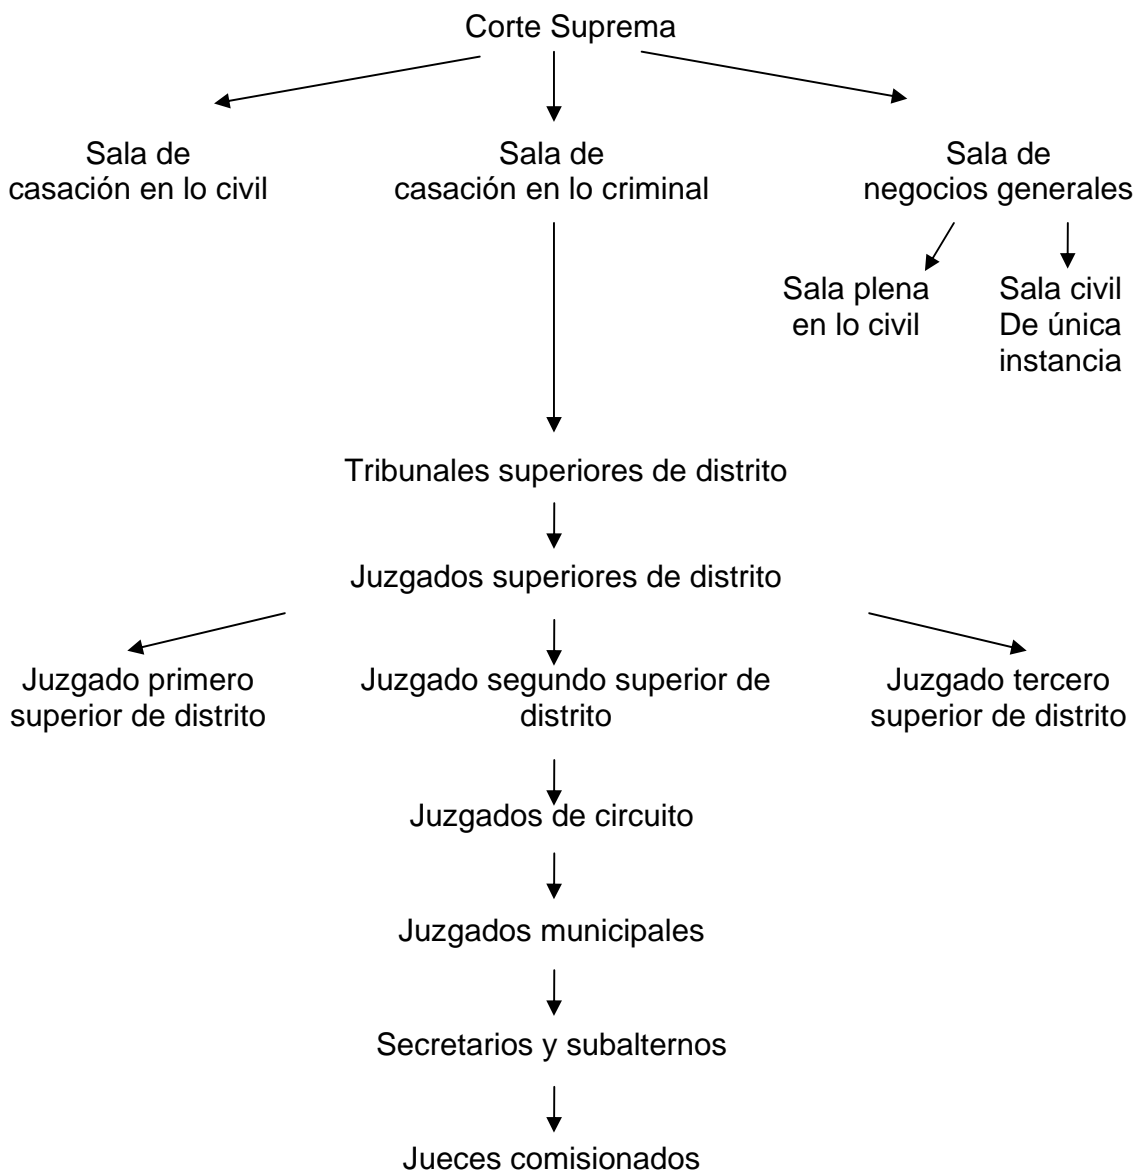 Corte Suprema
Sala de
casación en lo civil
Sala de
casación en lo criminal
Sala de
negocios generales
Sala plena
en lo civil
Sala civil
De única
instancia
Tribunales superiores de distrito
Juzgados superiores de distrito
Juzgado primero
superior de distrito
Juzgado segundo superior de
distrito
Juzgado tercero
superior de distrito
Juzgados de circuito
Juzgados municipales
Secretarios y subalternos
Jueces comisionados